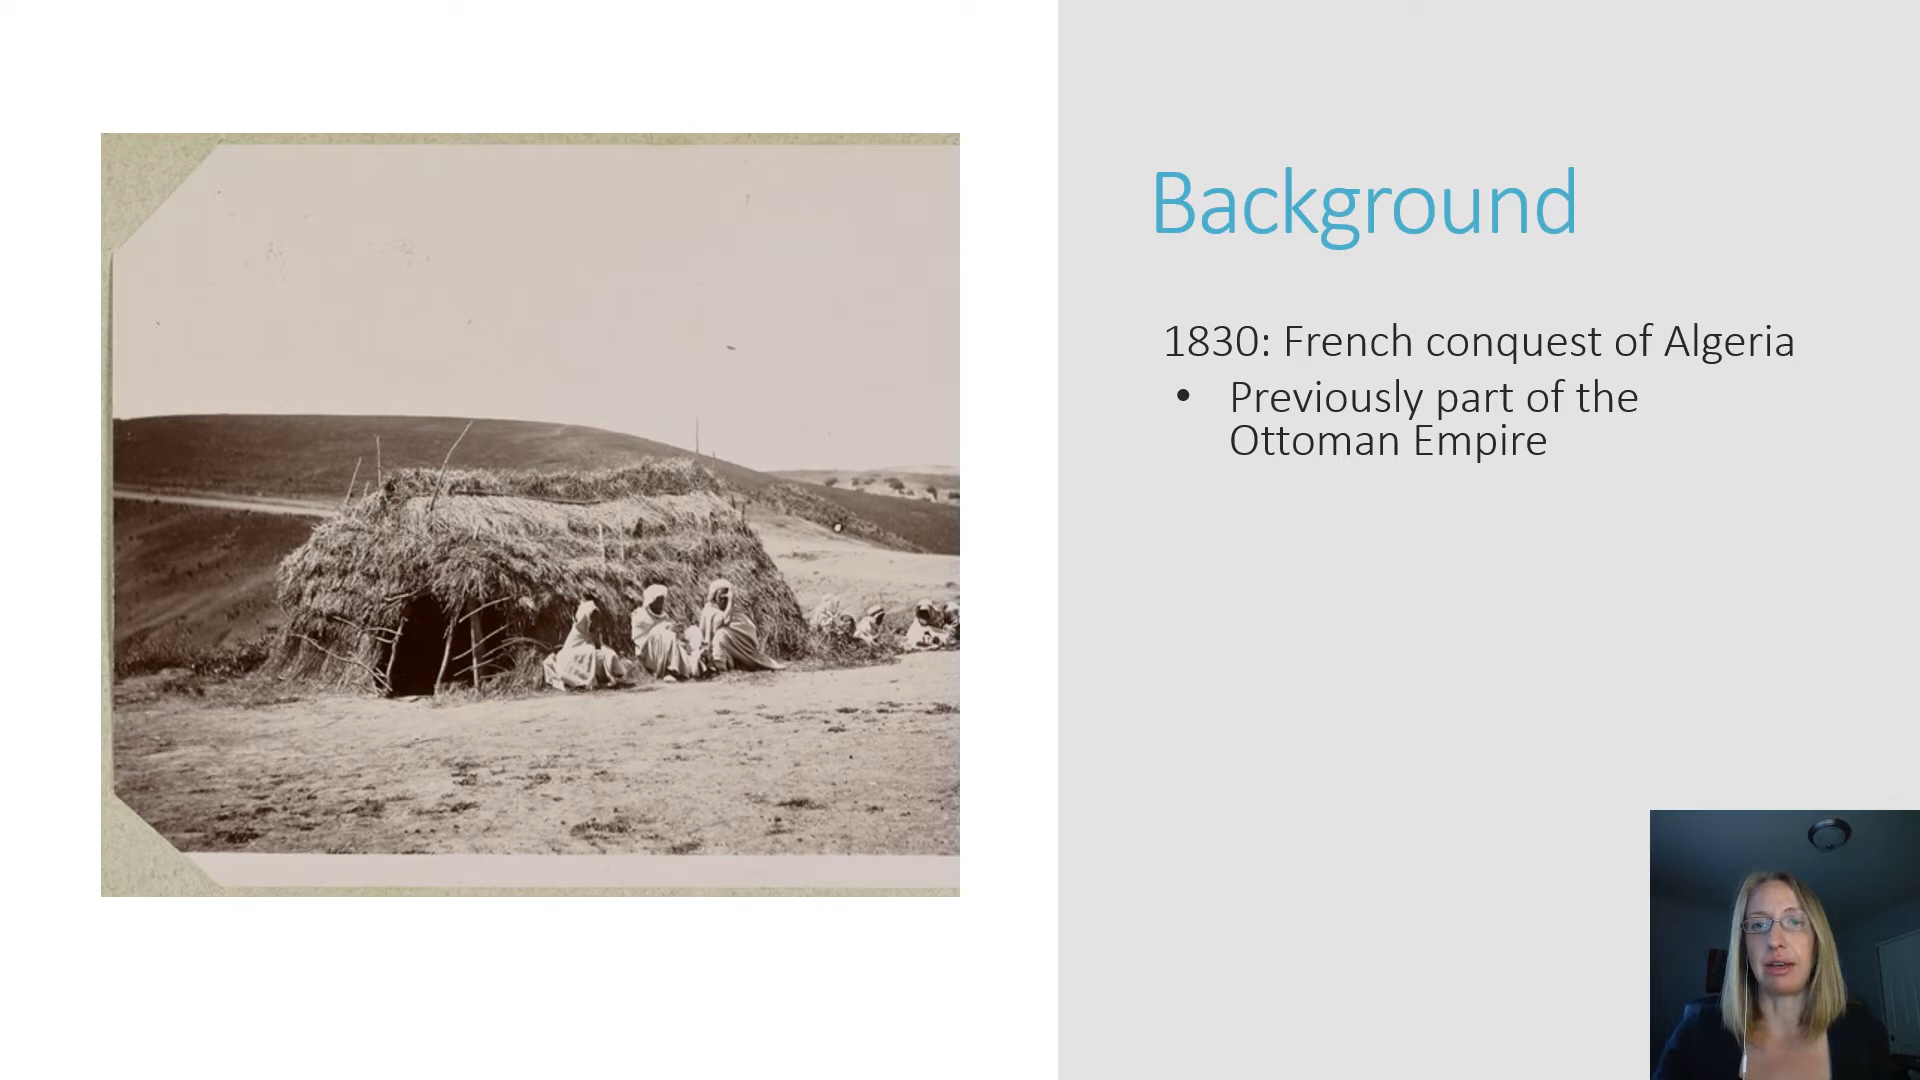 Background
1830: French conquest of Algeria
• Previously part of the
Ottoman Empire